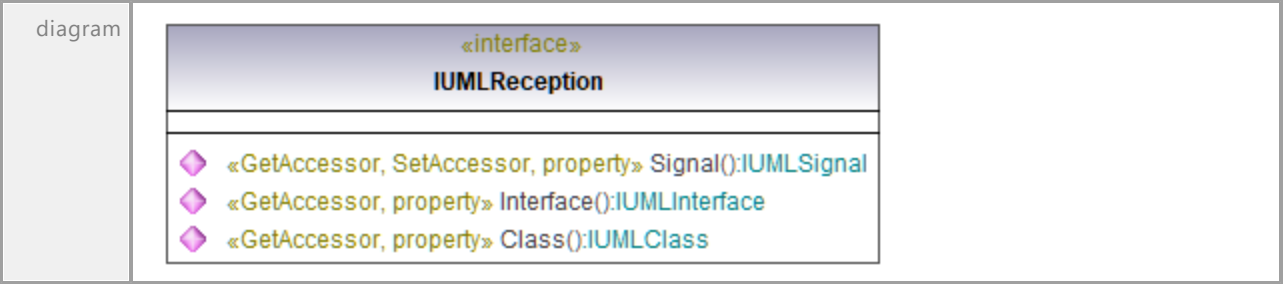 diagram
«interface»
IUMLReception
«GetAccessor, SetAccessor, property» Signal():IUMLSignal
«GetAccessor, property» Interface():IUMLInterface
«GetAccessor, property» Class():IUMLClass